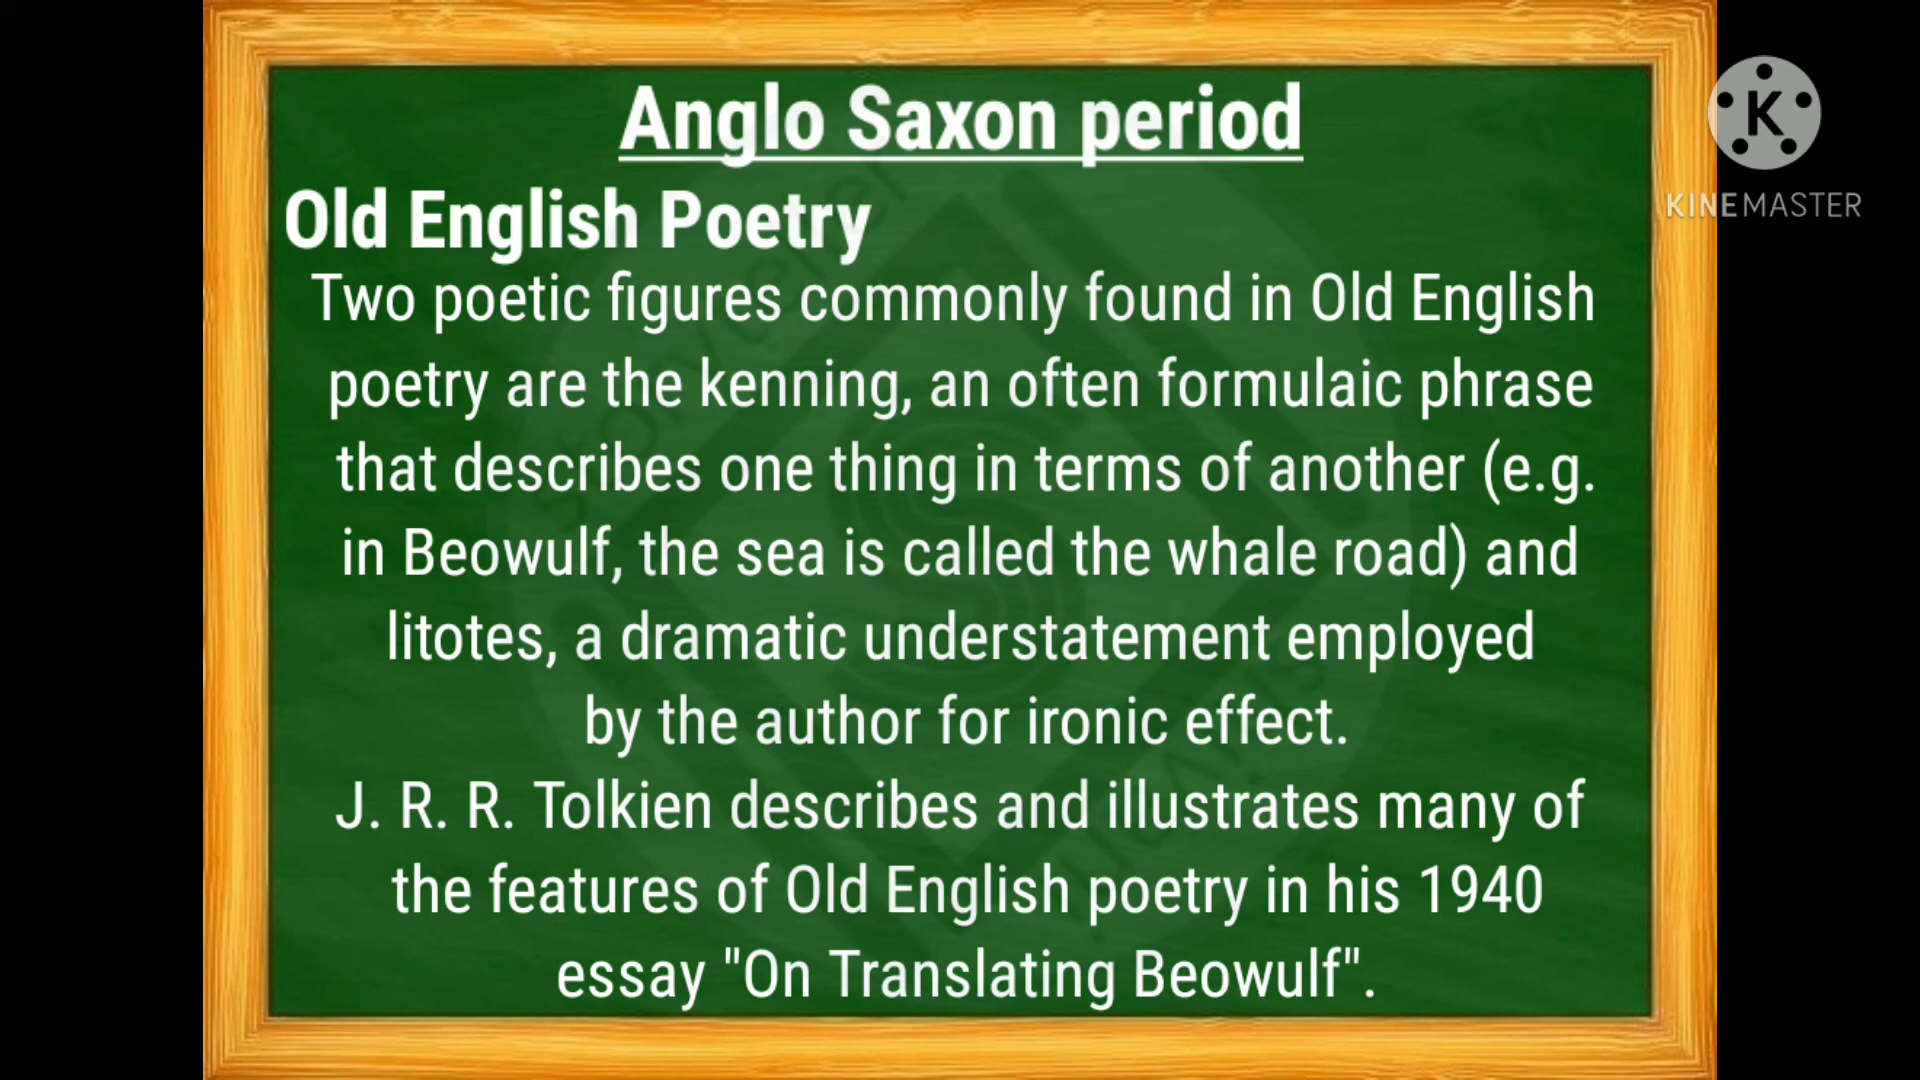 Anglo Saxon period
Old English Poetry
Two poetic figures commonly found in Old English
poetry are the kenning, an often formulaic phrase
that describes one thing in terms of another (e.g.
in Beowulf, the sea is called the whale road) and
litotes, a dramatic understatement employed
by the author for ironic effect.
J. R. R. Tolkien describes and illustrates many of
the features of Old English poetry in his 1940
essay "On Translating Beowulf".
K
KINEMASTER